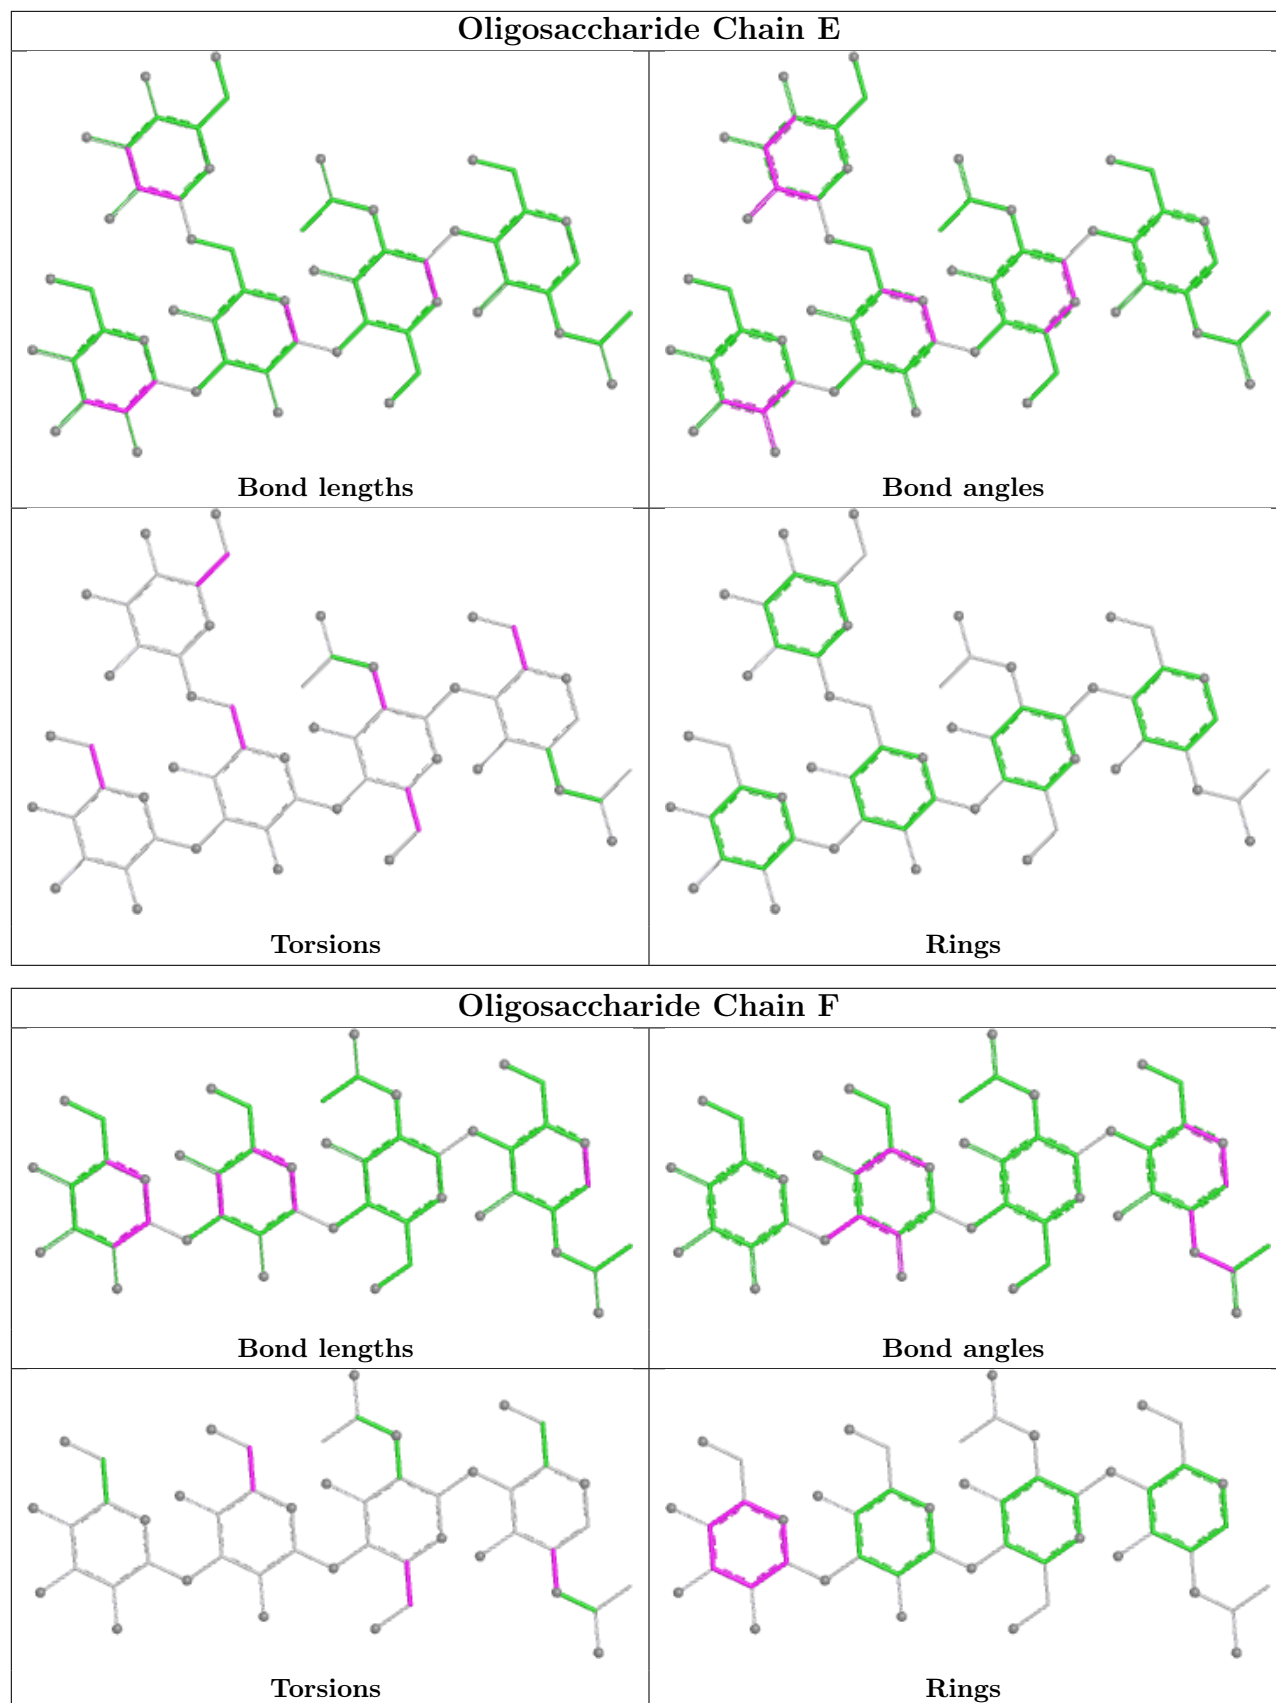 Oligosaccharide Chain E
Bond lengths
Bond angles
Torsions
Rings
Oligosaccharide Chain F
Bond lengths
Bond angles
Torsions
Rings